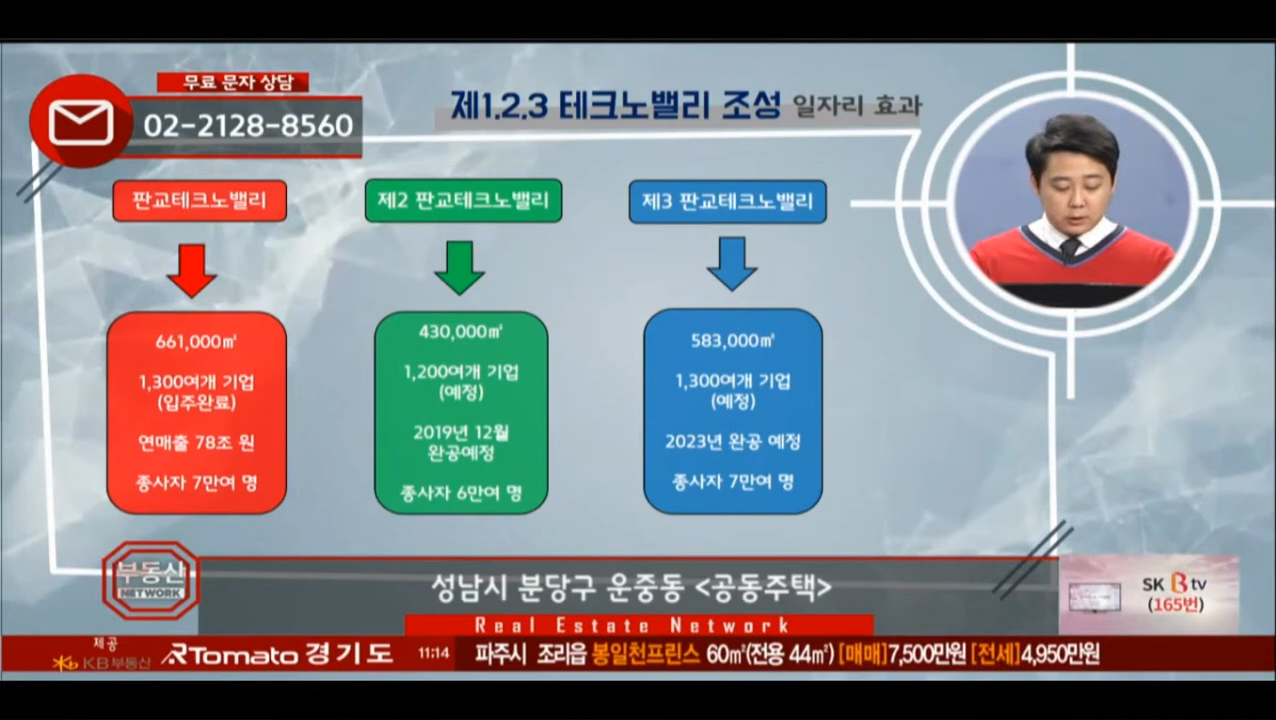 무료 문자 상담
02-2128-8560
제1.2.3 테크노밸리 조성 일자리 효과
판교테크노밸리
제2 판교테크노밸리
제3 판교테크노밸리
661,000㎡
1,300여개 기업
(입주완료)
연매출 78조 원
종사자 7만여 명
430,000㎡
1,200여개 기업
(예정)
2019년 12월
완공예정
종사자 6만여 명
583,000㎡
1,300여개 기업
(예정)
2023년 완공 예정
종사자 7만여 명
부동산
NETWORK
성남시 분당구 운중동 <공동주택>
Real Estate Network
SK B tv
(165번)
제공
KB부동산
RTomato 경기도
11:14
파주시 조리읍 봉일천프린스 60㎡(전용 44㎡) [매매]7,500만원 [전세]4,950만원